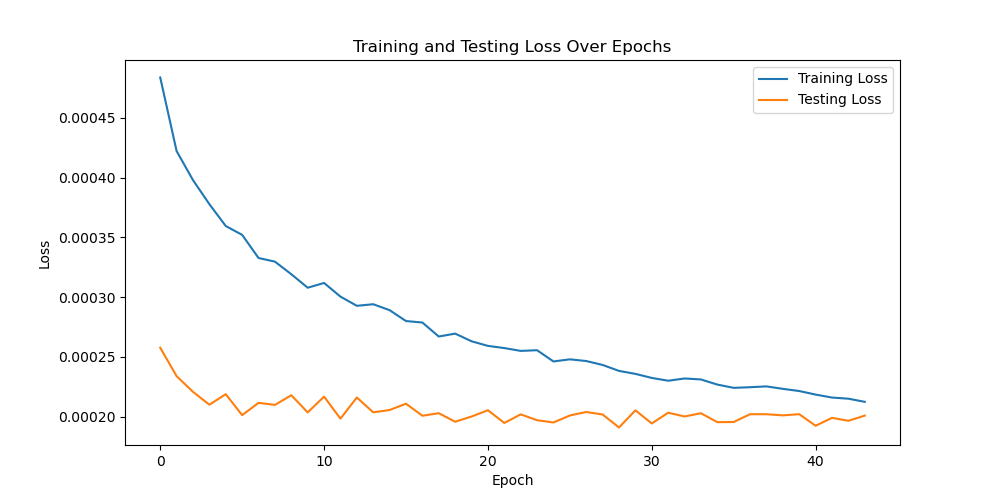 Training and Testing Loss Over Epochs
Training Loss
Testing Loss
Loss
0.00045
0.00040
0.00035
0.00030
0.00025
0.00020
0 10 20 30 40
Epoch